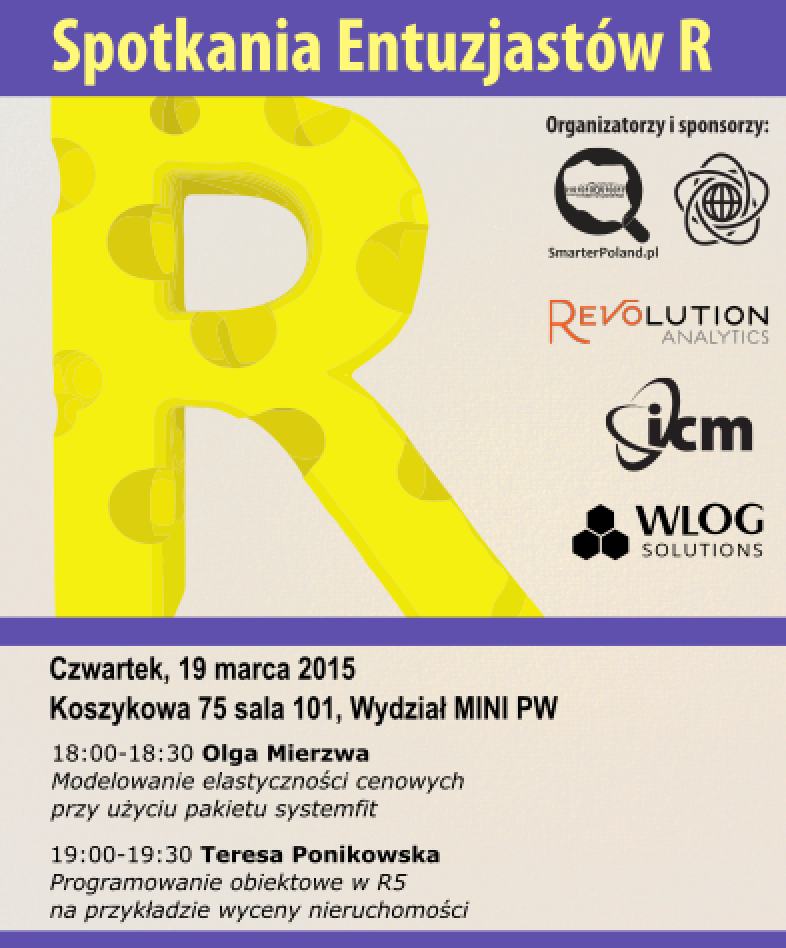 Spotkania Entuzjastów R
Organizatorzy i sponsorzy:
SmarterPoland.pl
REVOLUTION
ANALYTICS
icm
WLOG
SOLUTIONS
R
Czwartek, 19 marca 2015
Koszykowa 75 sala 101, Wydział MINI PW
18:00-18:30 Olga Mierzwa
Modelowanie elastyczności cenowych
przy użyciu pakietu systemfit
19:00-19:30 Teresa Ponikowska
Programowanie obiektowe w R5
na przykładzie wyceny nieruchomości